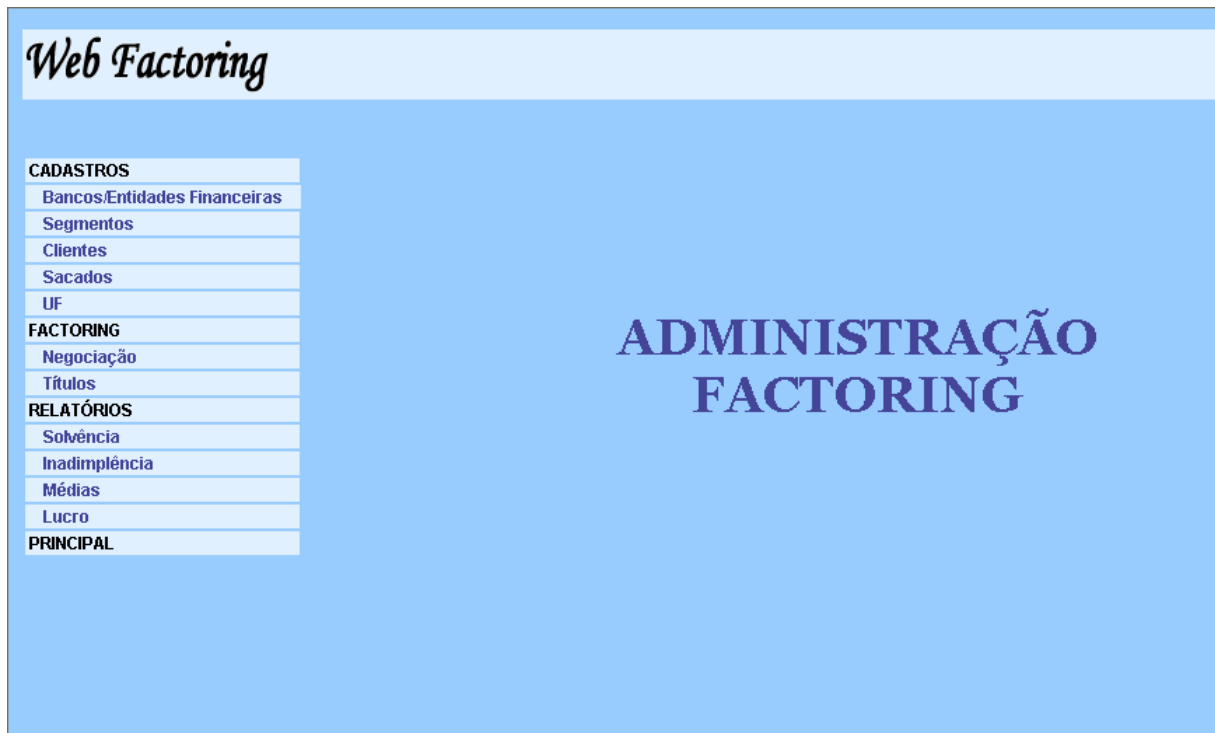 Web Factoring
CADASTROS
Bancos/Entidades Financeiras
Segmentos
Clientes
Sacados
UF
FACTORING
Negociação
Títulos
RELATÓRIOS
Solvência
Inadimplência
Médias
Lucro
PRINCIPAL
ADMINISTRAÇÃO
FACTORING